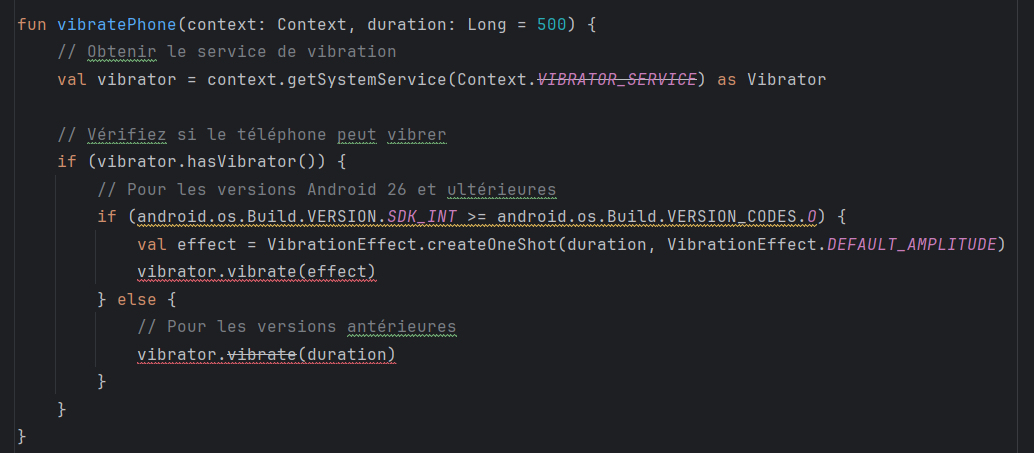 fun vibratePhone(context: Context, duration: Long = 500) {
// Obtenir le service de vibration
val vibrator = context.getSystemService(Context.VIBRATOR_SERVICE) as Vibrator
// Vérifiez si le téléphone peut vibrer
if (vibrator.hasVibrator()) {
// Pour les versions Android 26 et ultérieures
if (android.os.Build.VERSION.SDK_INT >= android.os.Build.VERSION_CODES.O) {
val effect = VibrationEffect.createOneShot(duration, VibrationEffect.DEFAULT_AMPLITUDE)
vibrator.vibrate(effect)
} else {
// Pour les versions antérieures
vibrator.vibrate(duration)
}
}
}